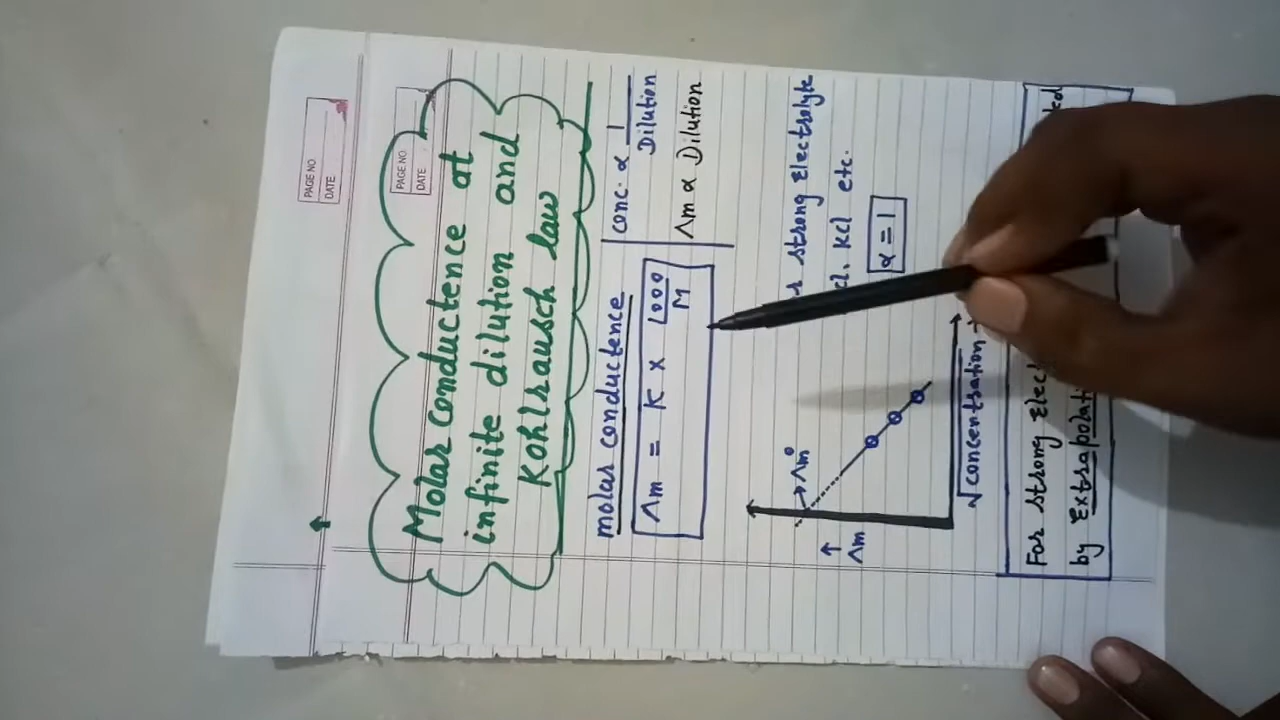 PAGE NO
DATE
PAGE NO
DATE
Molar conductence at
infinite dilution and
Kohlrausch law
molar conductence
Λm = K × 1000
M
conc. α 1
Dilution
Λm α Dilution
strong Electrolyte
KCl etc.
α = 1
Λm°
Λm
√concentration
For strong
by Extrapolati